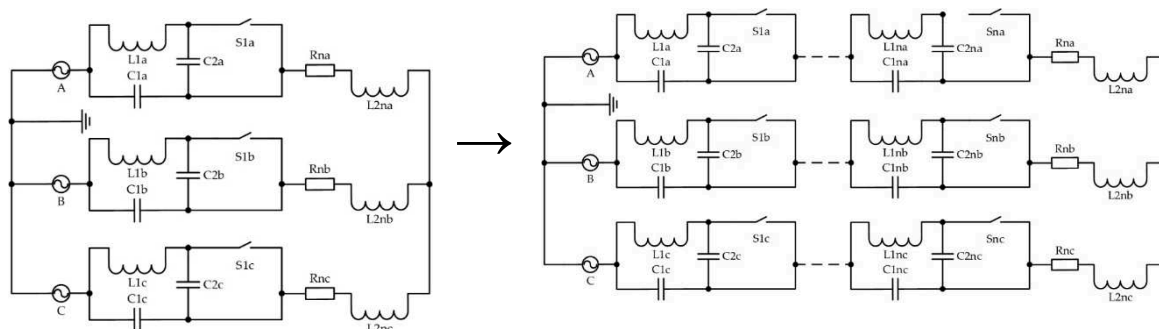 L1a S1a
C1a C2a
A
Rna
L2na
L1b S1b
C1b C2b
B
Rnb
L2nb
L1c S1c
C1c C2c
C
Rnc
L2nc
L1a S1a L1na Sna
C1a C2a C1na C2na
A
Rna
L2na
L1b S1b L1nb Snb
C1b C2b C1nb C2nb
B
Rnb
L2nb
L1c S1c L1nc Snc
C1c C2c C1nc C2nc
C
Rnc
L2nc